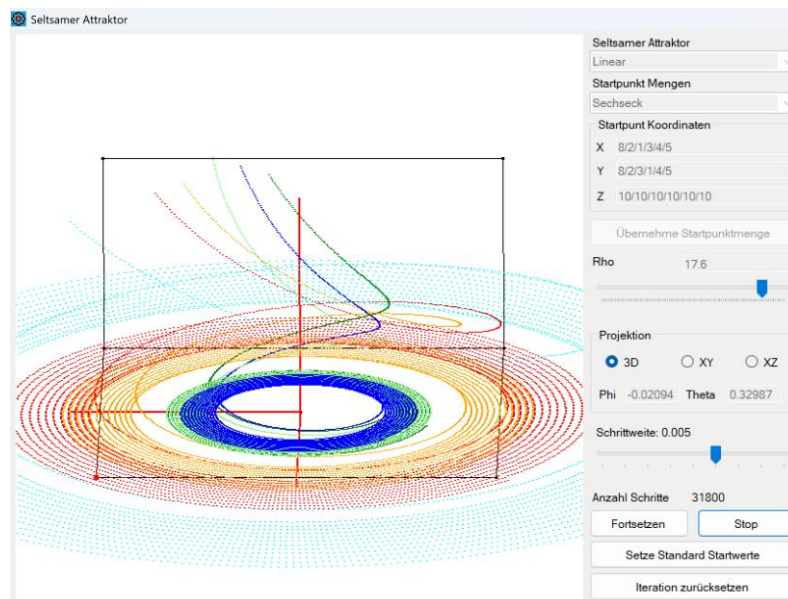 Seltsamer Attraktor
Seltsamer Attraktor
Linear
Startpunkt Mengen
Sechseck
Startpunt Koordinaten
X 8/2/1/3/4/5
Y 8/2/3/1/4/5
Z 10/10/10/10/10/10
Übernehme Startpunktmenge
Rho 17.6
Projektion
3D XY XZ
Phi -0.02094 Theta 0.32987
Schrittweite: 0.005
Anzahl Schritte 31800
Fortsetzen Stop
Setze Standard Startwerte
Iteration zurücksetzen